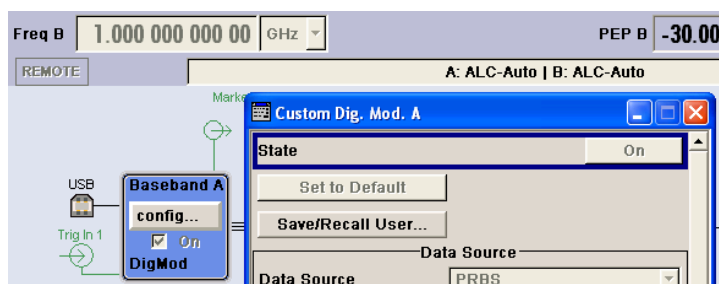 Freq B 1.000 000 000 00 GHz PEP B -30.00
REMOTE A: ALC-Auto | B: ALC-Auto
Custom Dig. Mod. A
State On
Set to Default
Save/Recall User...
Data Source
Data Source PRBS
USB
Baseband A
config...
On
DigMod
Trig In 1